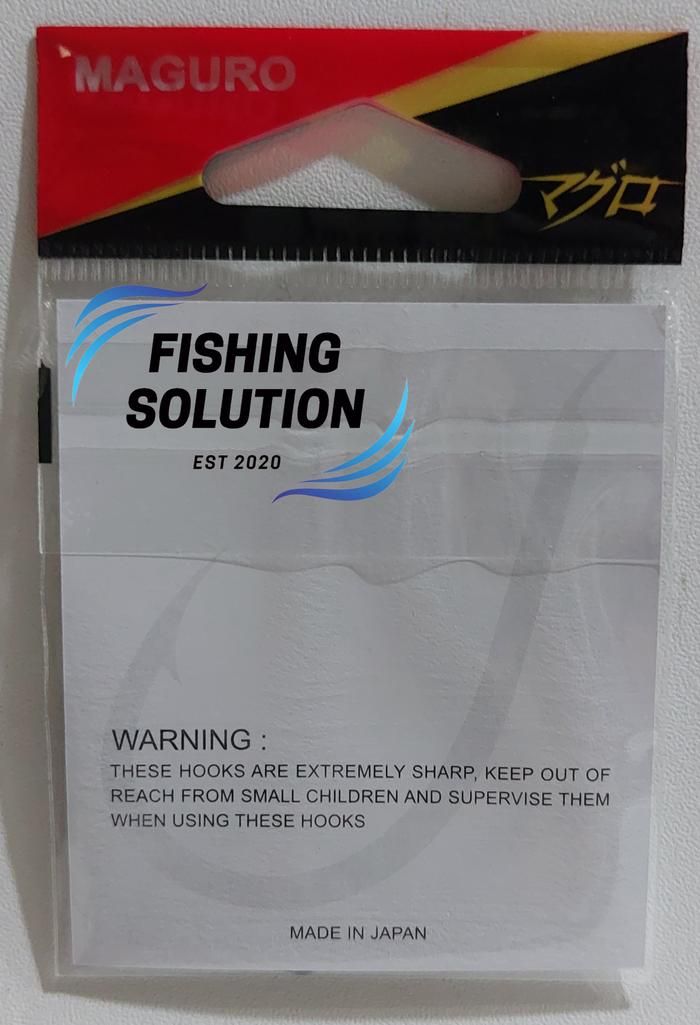 MAGURO
マグロ
FISHING
SOLUTION
EST 2020
WARNING :
THESE HOOKS ARE EXTREMELY SHARP, KEEP OUT OF
REACH FROM SMALL CHILDREN AND SUPERVISE THEM
WHEN USING THESE HOOKS
MADE IN JAPAN